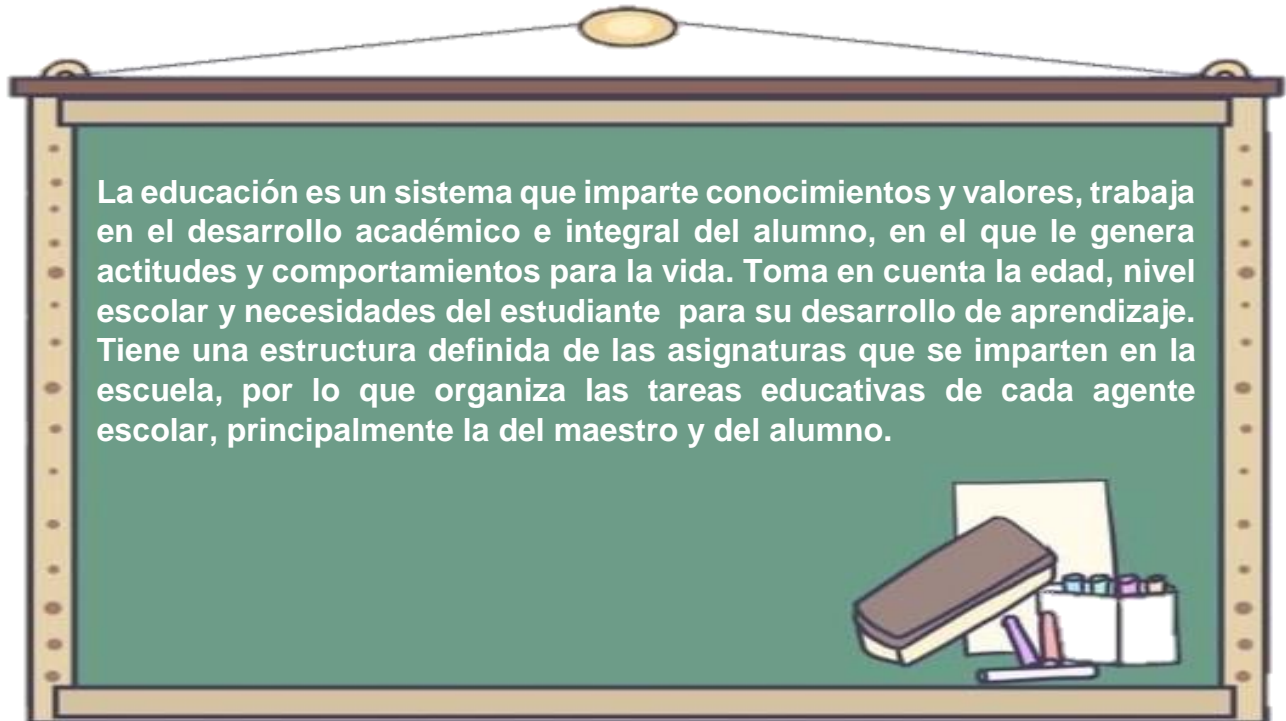 La educación es un sistema que imparte conocimientos y valores, trabaja
en el desarrollo académico e integral del alumno, en el que le genera
actitudes y comportamientos para la vida. Toma en cuenta la edad, nivel
escolar y necesidades del estudiante para su desarrollo de aprendizaje.
Tiene una estructura definida de las asignaturas que se imparten en la
escuela, por lo que organiza las tareas educativas de cada agente
escolar, principalmente la del maestro y del alumno.